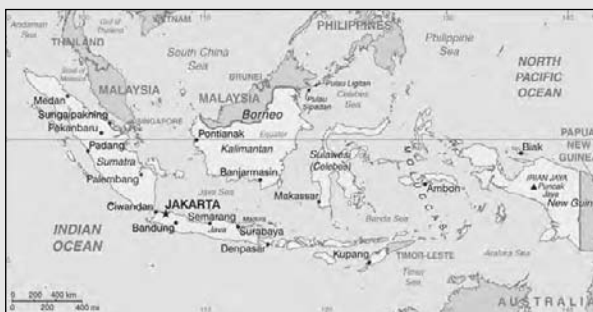 Andaman
Sea
Gulf of
Thailand
VIETNAM
THAILAND
South China
Sea
PHILIPPINES
Philippine
Sea
NORTH
PACIFIC
OCEAN
MALAYSIA
BRUNEI
MALAYSIA
Pulau Ligitan
Celebes
Sea
Pulau
Sipadan
Medan
Sungaipakning
Pekanbaru
SINGAPORE
Borneo
Equator
Pontianak
Kalimantan
Padang
Sumatra
Palembang
Banjarmasin
Sulawesi
(Celebes)
Biak
PAPUA
NEW
GUINEA
IRIAN JAYA
Puncak
Jaya
New Guin
Java Sea
Makassar
Ambon
Ciwandan
JAKARTA
Semarang
Madura
Banda Sea
Bandung
Java
Surabaya
Denpasar
INDIAN
OCEAN
Kupang
TIMOR-LESTE
Timor
Sea
Arafura Sea
AUSTRALIA
0 200 400 km
0 200 400 mi